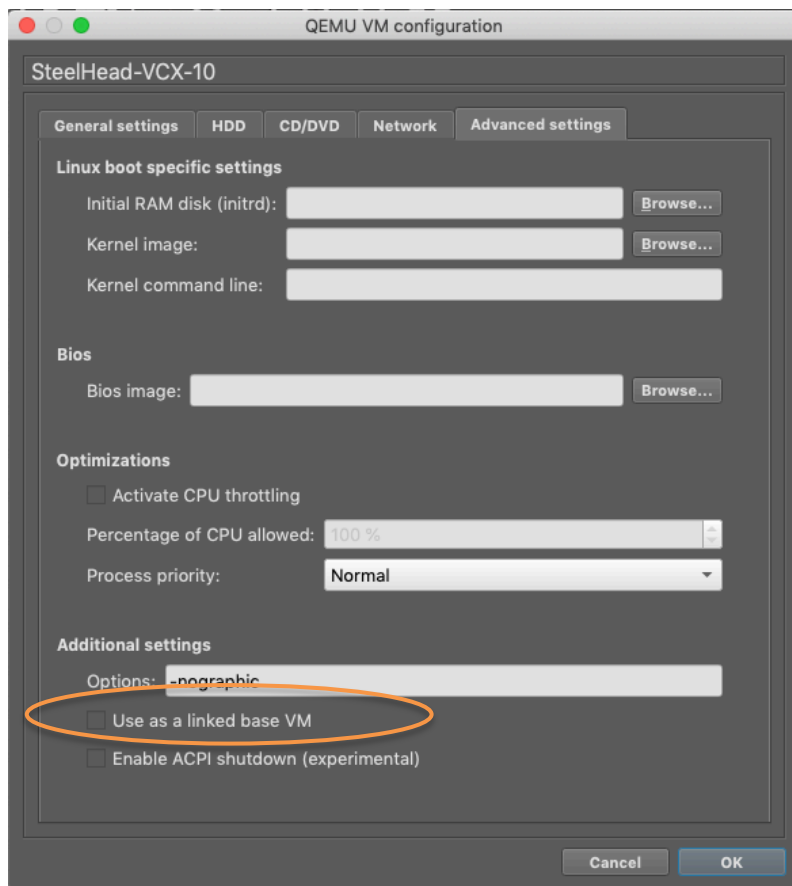 QEMU VM configuration
SteelHead-VCX-10
General settings HDD CD/DVD Network Advanced settings
Linux boot specific settings
Initial RAM disk (initrd): Browse...
Kernel image: Browse...
Kernel command line:
Bios
Bios image: Browse...
Optimizations
Activate CPU throttling
Percentage of CPU allowed: 100 %
Process priority: Normal
Additional settings
Options: -nographic
Use as a linked base VM
Enable ACPI shutdown (experimental)
Cancel OK